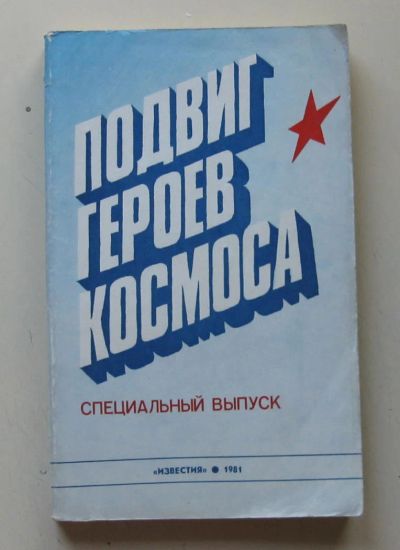 ПОДВИГ
ГЕРОЕВ
КОСМОСА
СПЕЦИАЛЬНЫЙ ВЫПУСК
«ИЗВЕСТИЯ» ● 1981